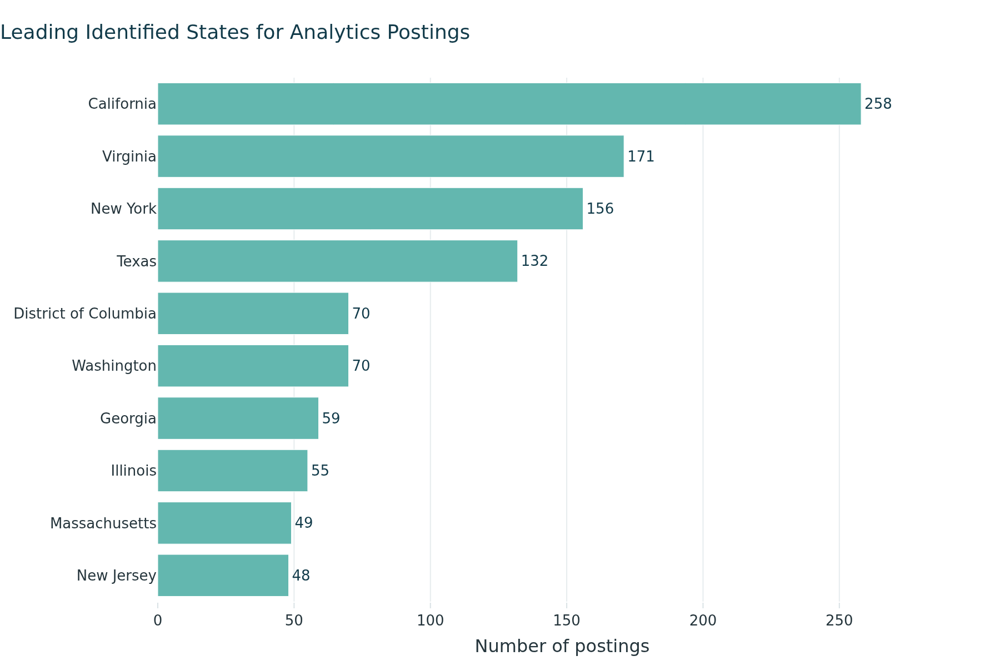 Leading Identified States for Analytics Postings
California 258
Virginia 171
New York 156
Texas 132
District of Columbia 70
Washington 70
Georgia 59
Illinois 55
Massachusetts 49
New Jersey 48
0 50 100 150 200 250
Number of postings